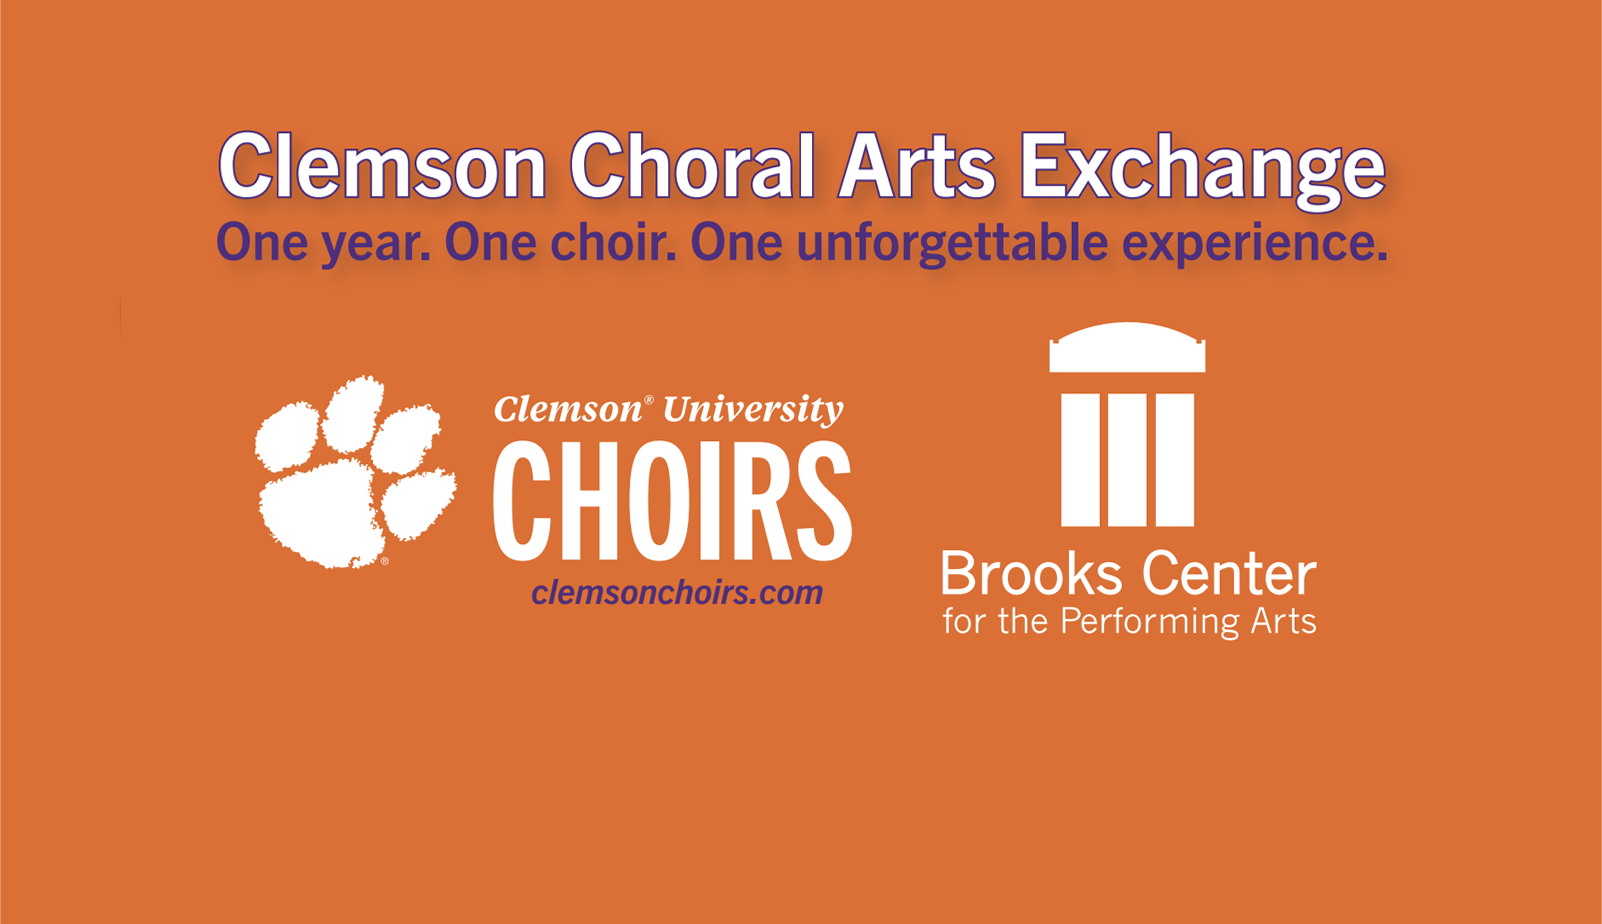 Clemson Choral Arts Exchange
One year. One choir. One unforgettable experience.
Clemson® University
CHOIRS
®
clemsonchoirs.com
Brooks Center
for the Performing Arts